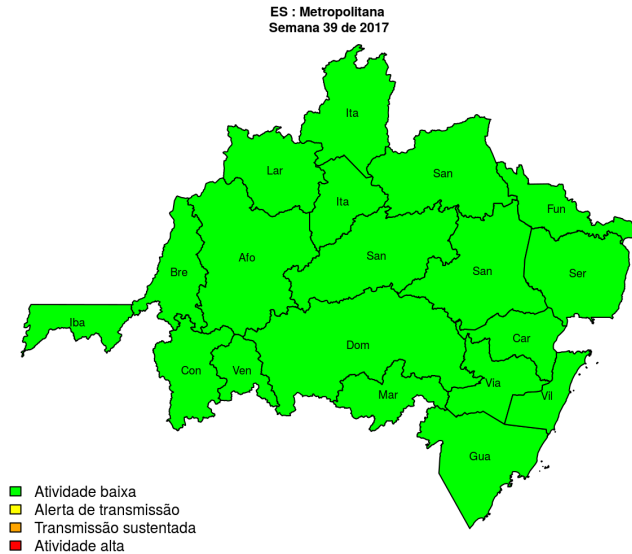 ES : Metropolitana
Semana 39 de 2017
Ita
Lar
San
Ita
Fun
Afo
San
Bre
San
Ser
Iba
Car
Dom
Con
Ven
Via
Mar
Vil
Gua
Atividade baixa
Alerta de transmissão
Transmissão sustentada
Atividade alta